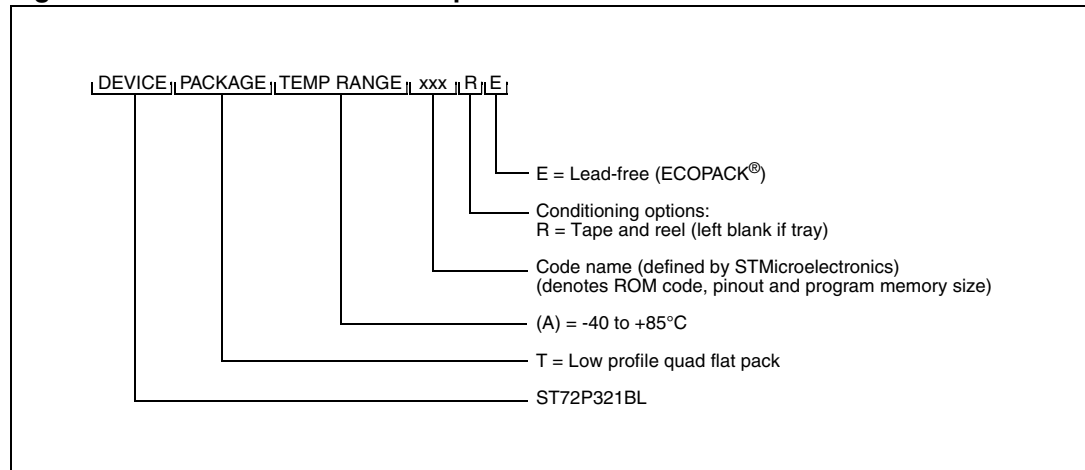 DEVICE PACKAGE TEMP RANGE xxx R E
E = Lead-free (ECOPACK®)
Conditioning options:
R = Tape and reel (left blank if tray)
Code name (defined by STMicroelectronics)
(denotes ROM code, pinout and program memory size)
(A) = -40 to +85°C
T = Low profile quad flat pack
ST72P321BL